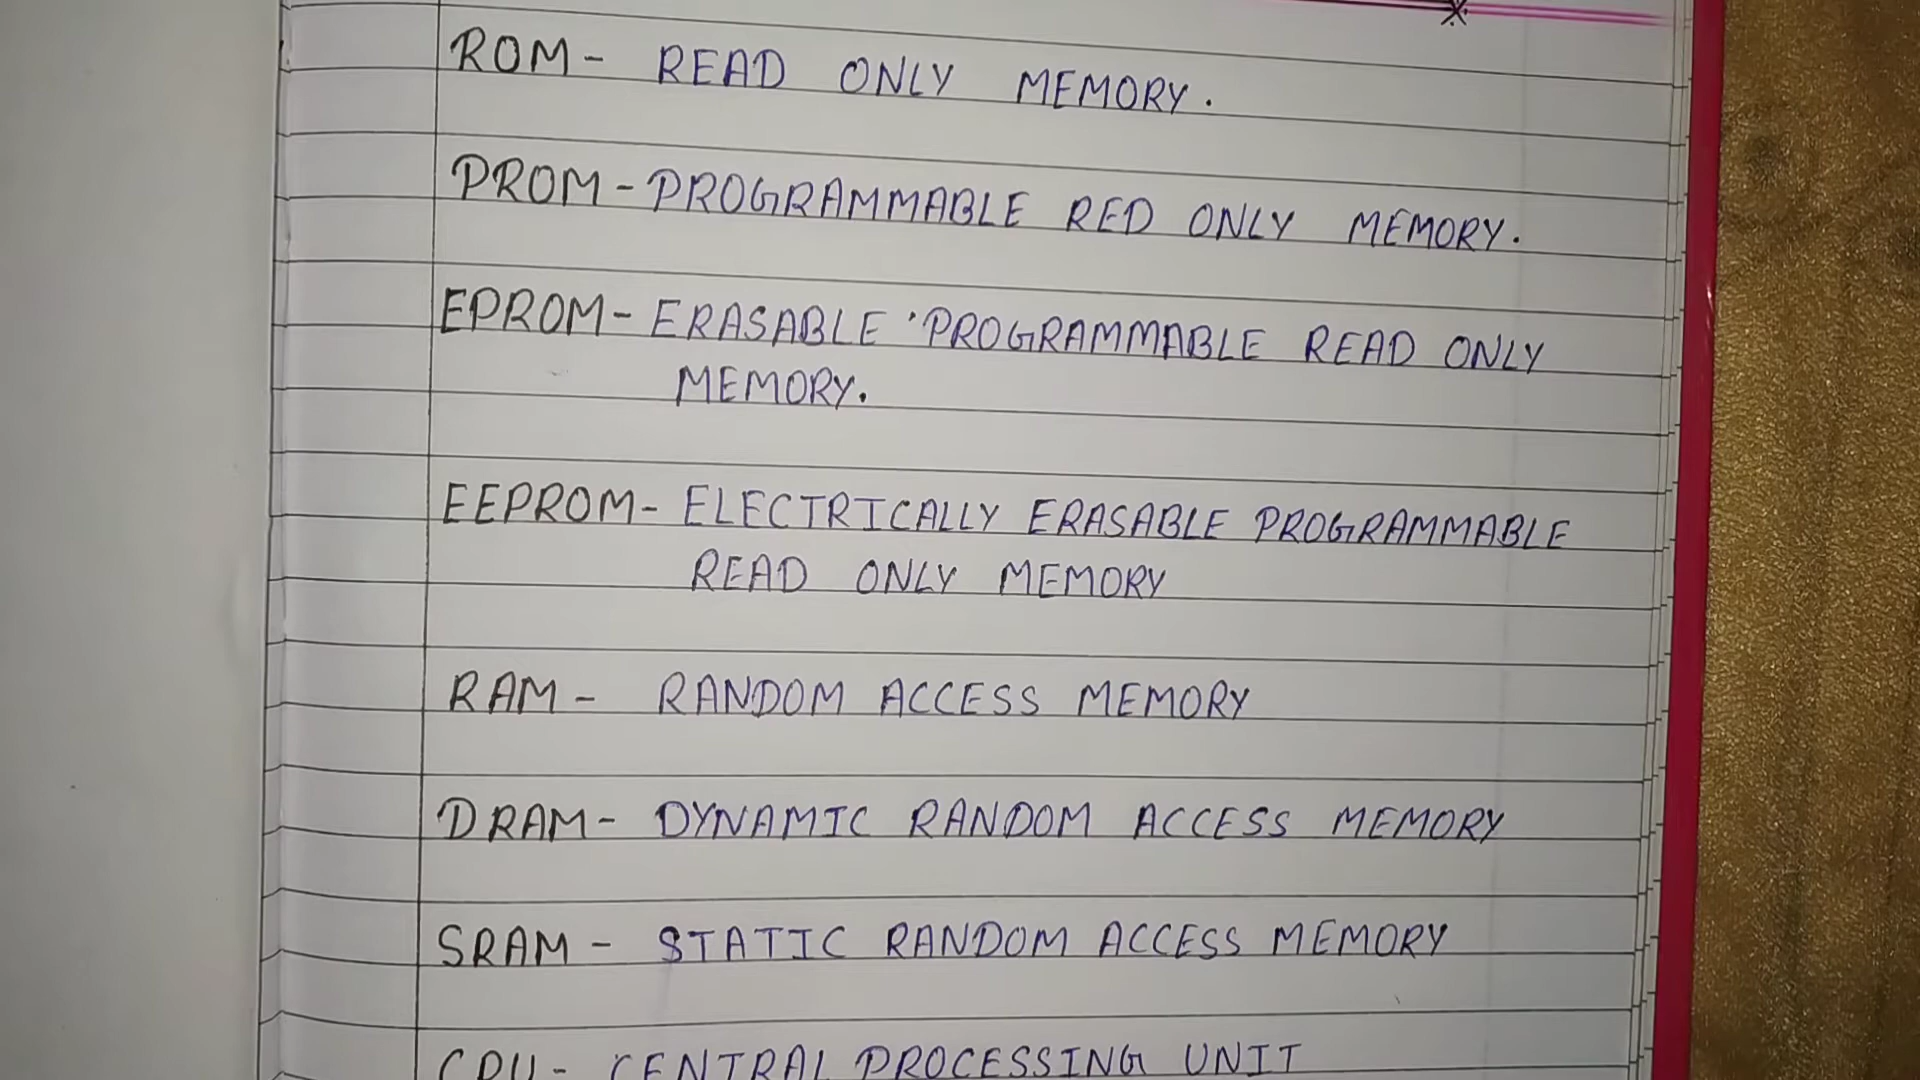 ROM- READ ONLY MEMORY.
PROM-PROGRAMMABLE RED ONLY MEMORY.
EPROM- ERASABLE PROGRAMMABLE READ ONLY
MEMORY.
EEPROM- ELECTRICALLY ERASABLE PROGRAMMABLE
READ ONLY MEMORY
RAM- RANDOM ACCESS MEMORY
DRAM- DYNAMIC RANDOM ACCESS MEMORY
SRAM- STATIC RANDOM ACCESS MEMORY
CPU- CENTRAL PROCESSING UNIT